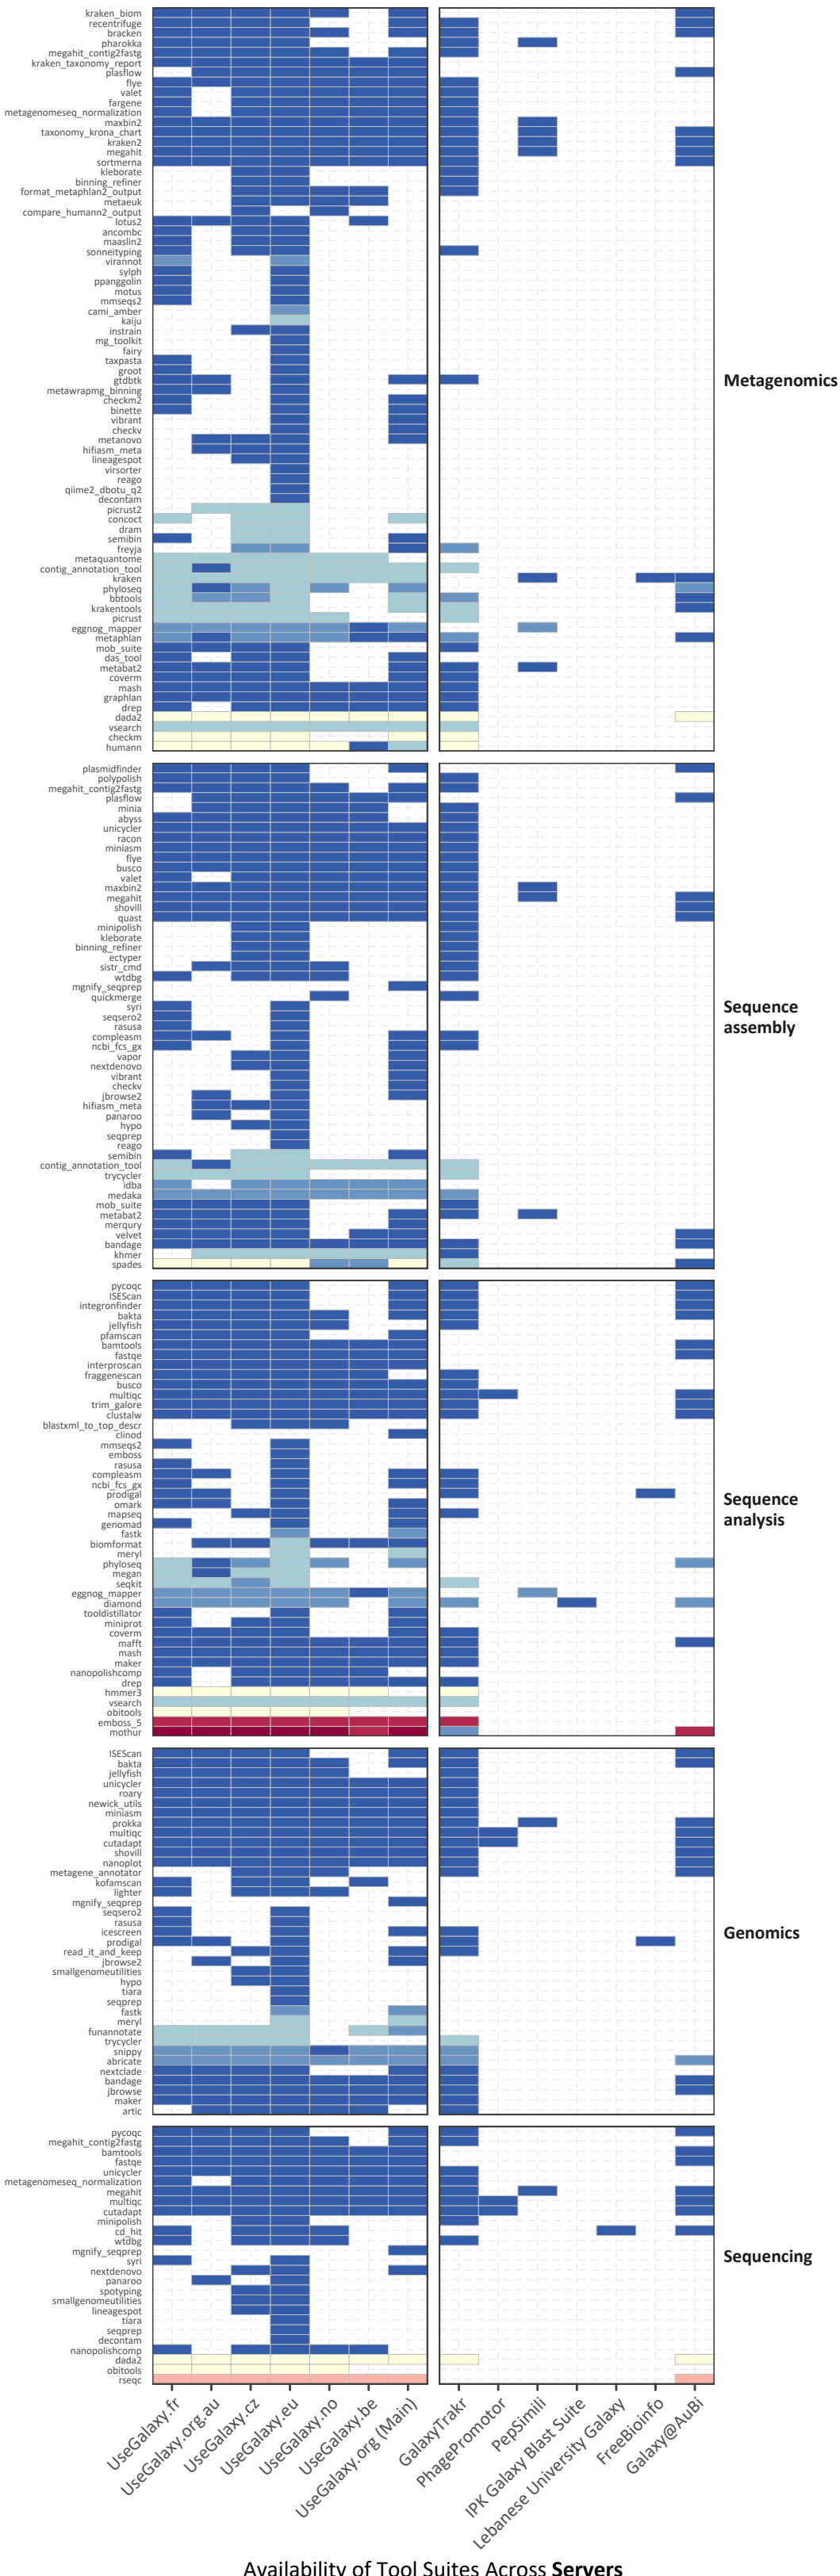 kraken_biom
recentrifuge
bracken
pharokka
megahit_contig2fastg
kraken_taxonomy_report
plasflow
flye
valet
fargene
metagenomeseq_normalization
maxbin2
taxonomy_krona_chart
kraken2
megahit
sortmerna
kleborate
binning_refiner
format_metaphlan2_output
metaeuk
compare_humann2_output
lotus2
ancombc
maaslin2
sonneityping
virannot
sylph
ppanggolin
motus
mmseqs2
cami_amber
kaiju
instrain
mg_toolkit
fairy
taxpasta
groot
gtdbtk
metawrapmg_binning
checkm2
binette
vibrant
checkv
metanovo
hifiasm_meta
lineagespot
virsorter
reago
qiime2_dbotu_q2
decontam
picrust2
concoct
dram
semibin
freyja
metaquantome
contig_annotation_tool
kraken
phyloseq
bbtools
krakentools
picrust
eggnog_mapper
metaphlan
mob_suite
das_tool
metabat2
coverm
mash
graphlan
drep
dada2
vsearch
checkm
humann
Metagenomics
plasmidfinder
polypolish
megahit_contig2fastg
plasflow
minia
abyss
unicycler
racon
miniasm
flye
busco
valet
maxbin2
megahit
shovill
quast
minipolish
kleborate
binning_refiner
ectyper
sistr_cmd
wtdbg
mgnify_seqprep
quickmerge
syri
seqsero2
rasusa
compleasm
ncbi_fcs_gx
vapor
nextdenovo
vibrant
checkv
jbrowse2
hifiasm_meta
panaroo
hypo
seqprep
reago
semibin
contig_annotation_tool
trycycler
idba
medaka
mob_suite
metabat2
merqury
velvet
bandage
khmer
spades
Sequence
assembly
pycoqc
ISEScan
integronfinder
bakta
jellyfish
pfamscan
bamtools
fastqe
interproscan
fraggenescan
busco
multiqc
trim_galore
clustalw
blastxml_to_top_descr
clinod
mmseqs2
emboss
rasusa
compleasm
ncbi_fcs_gx
prodigal
omark
mapseq
genomad
fastk
biomformat
meryl
phyloseq
megan
seqkit
eggnog_mapper
diamond
tooldistillator
miniprot
coverm
mafft
mash
maker
nanopolishcomp
drep
hmmer3
vsearch
obitools
emboss_5
mothur
Sequence
analysis
ISEScan
bakta
jellyfish
unicycler
roary
newick_utils
miniasm
prokka
multiqc
cutadapt
shovill
nanoplot
metagene_annotator
kofamscan
lighter
mgnify_seqprep
seqsero2
rasusa
icescreen
prodigal
read_it_and_keep
jbrowse2
smallgenomeutilities
hypo
tiara
seqprep
fastk
meryl
funannotate
trycycler
snippy
abricate
nextclade
bandage
jbrowse
maker
artic
Genomics
pycoqc
megahit_contig2fastg
bamtools
fastqe
unicycler
metagenomeseq_normalization
megahit
multiqc
cutadapt
minipolish
cd_hit
wtdbg
mgnify_seqprep
syri
nextdenovo
panaroo
spotyping
smallgenomeutilities
lineagespot
tiara
seqprep
decontam
nanopolishcomp
dada2
obitools
rseqc
Sequencing
UseGalaxy.fr
UseGalaxy.org.au
UseGalaxy.cz
UseGalaxy.eu
UseGalaxy.no
UseGalaxy.be
UseGalaxy.org (Main)
GalaxyTrakr
PhagePromotor
PepSimili
IPK Galaxy Blast Suite
Lebanese University Galaxy
FreeBioinfo
Galaxy@AuBi
Availability of Tool Suites Across Servers